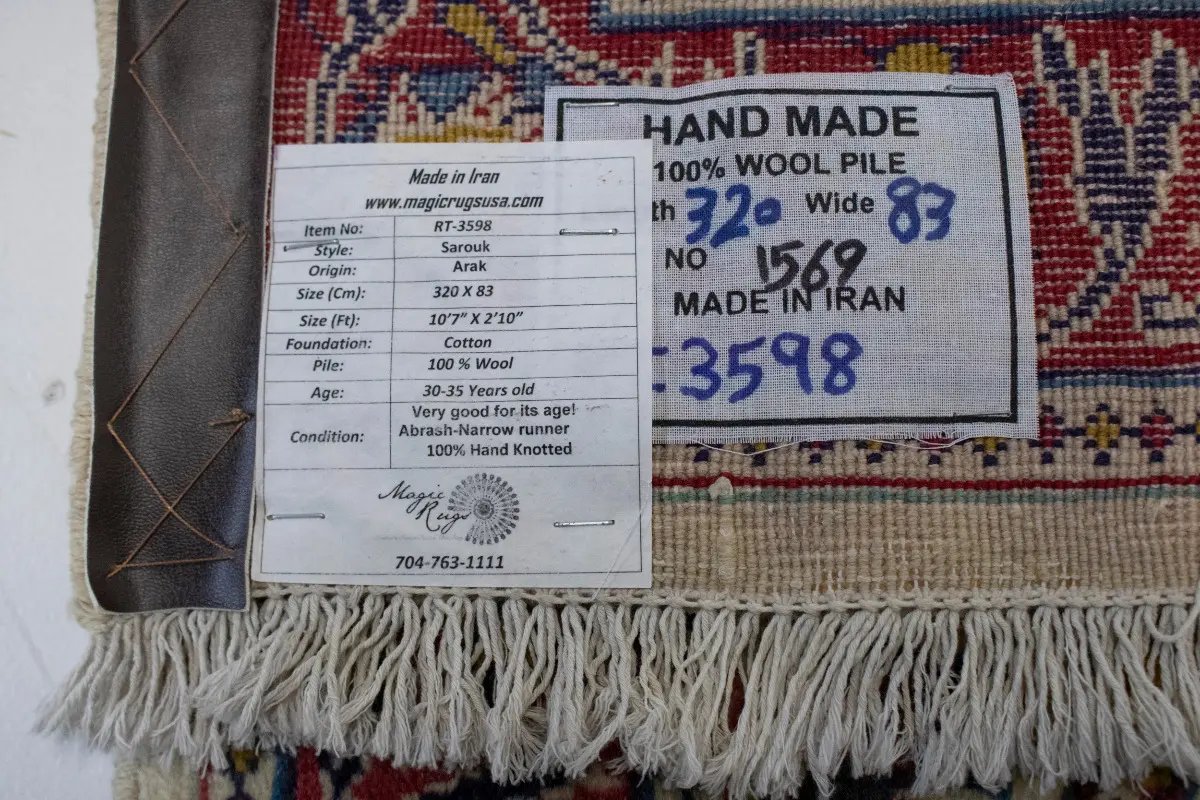 Made in Iran
www.magicrugsusa.com
Item No: RT-3598
Style: Sarouk
Origin: Arak
Size (Cm): 320 X 83
Size (Ft): 10'7" X 2'10"
Foundation: Cotton
Pile: 100 % Wool
Age: 30-35 Years old
Condition: Very good for its age!
Abrash-Narrow runner
100% Hand Knotted
Magic
Rugs
704-763-1111
HAND MADE
100% WOOL PILE
th 320 Wide 83
NO 1569
MADE IN IRAN
-3598